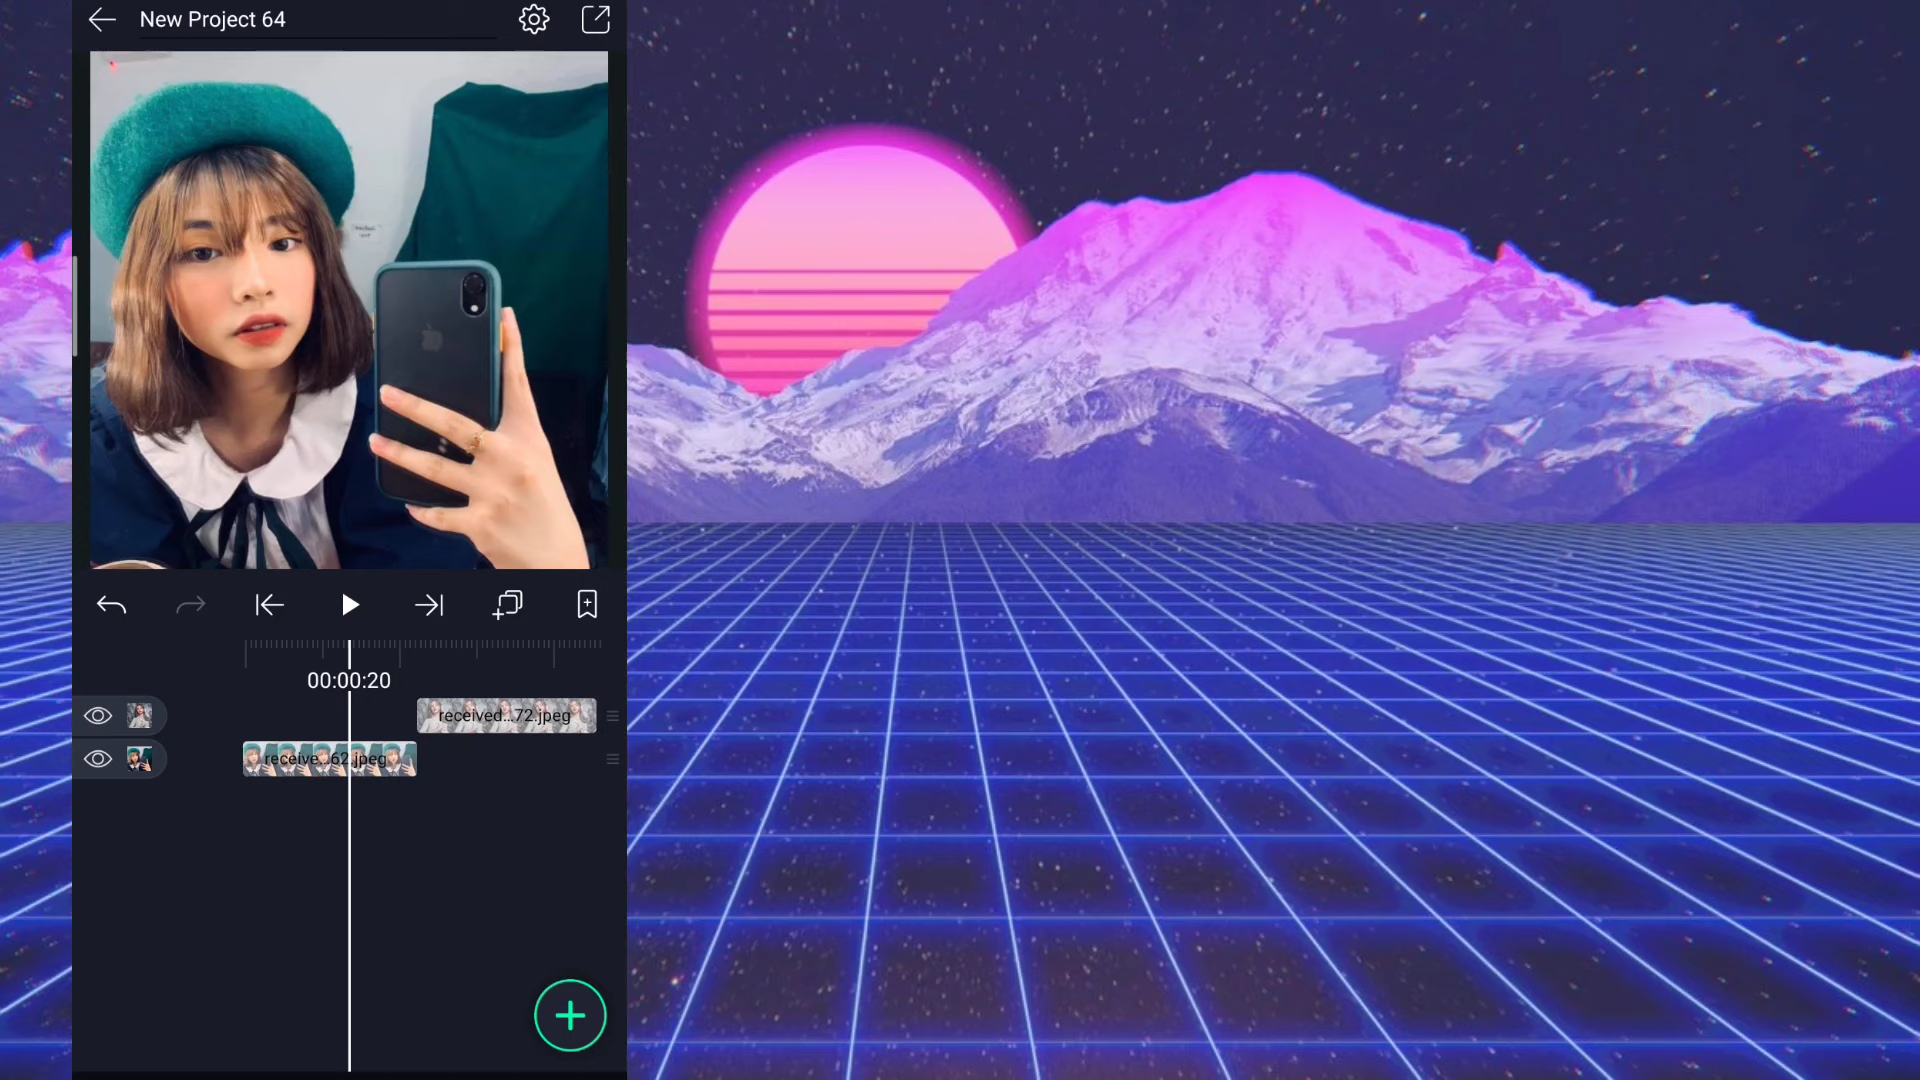 New Project 64
00:00:20
received...72.jpeg
receive...62.jpeg